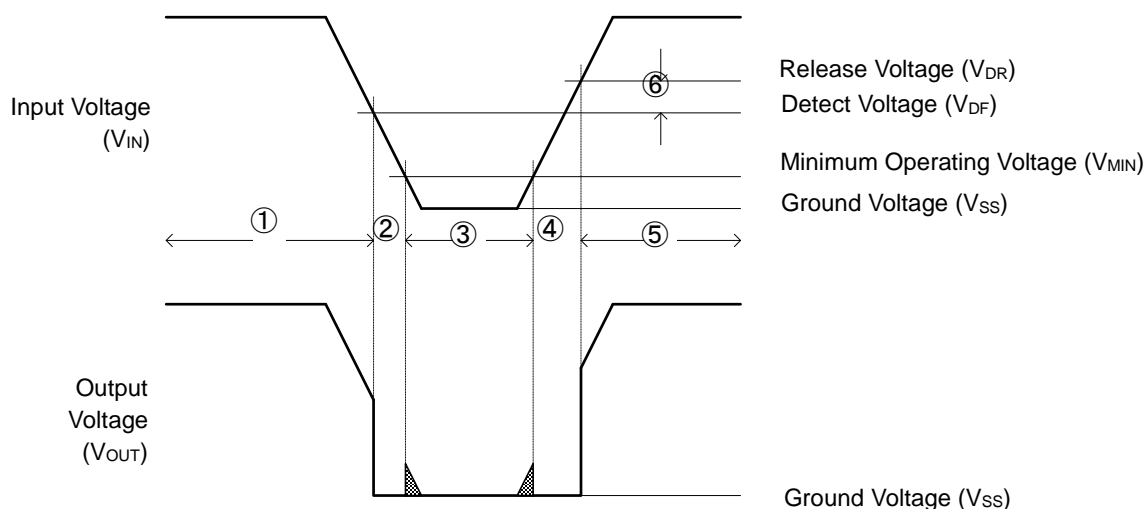 Input Voltage
(VIN)
Release Voltage (VDR)
⑥
Detect Voltage (VDF)
Minimum Operating Voltage (VMIN)
Ground Voltage (VSS)
① ② ③ ④ ⑤
Output
Voltage
(VOUT)
Ground Voltage (VSS)